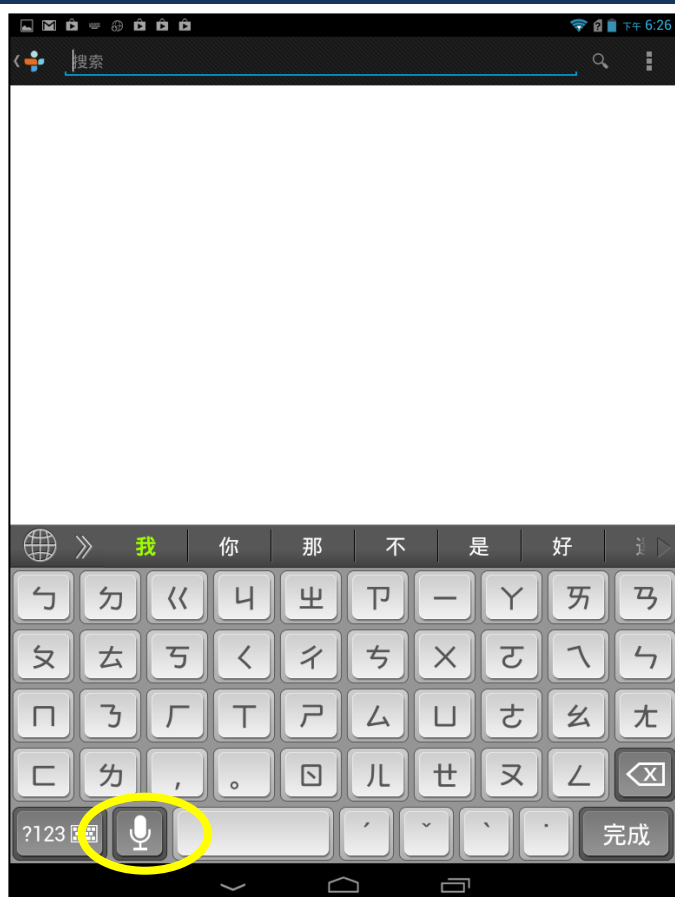 下午 6:26
搜索
我 你 那 不 是 好
ㄅ ㄉ ㄍ ㄐ ㄓ ㄗ ㄧ ㄚ ㄞ ㄢ
ㄆ ㄊ ㄎ ㄑ ㄔ ㄘ ㄨ ㄛ ㄟ ㄣ
ㄇ ㄋ ㄏ ㄒ ㄕ ㄙ ㄩ ㄜ ㄠ ㄤ
ㄈ ㄌ , 。 ㄖ ㄦ ㄝ ㄡ ㄥ
?123 ˊ ˇ ˋ ˙ 完成